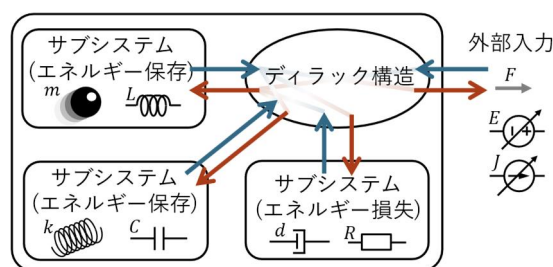 サブシステム
(エネルギー保存)
m
L
ディラック構造
外部入力
F
E
J
サブシステム
(エネルギー保存)
k
C
サブシステム
(エネルギー損失)
d
R